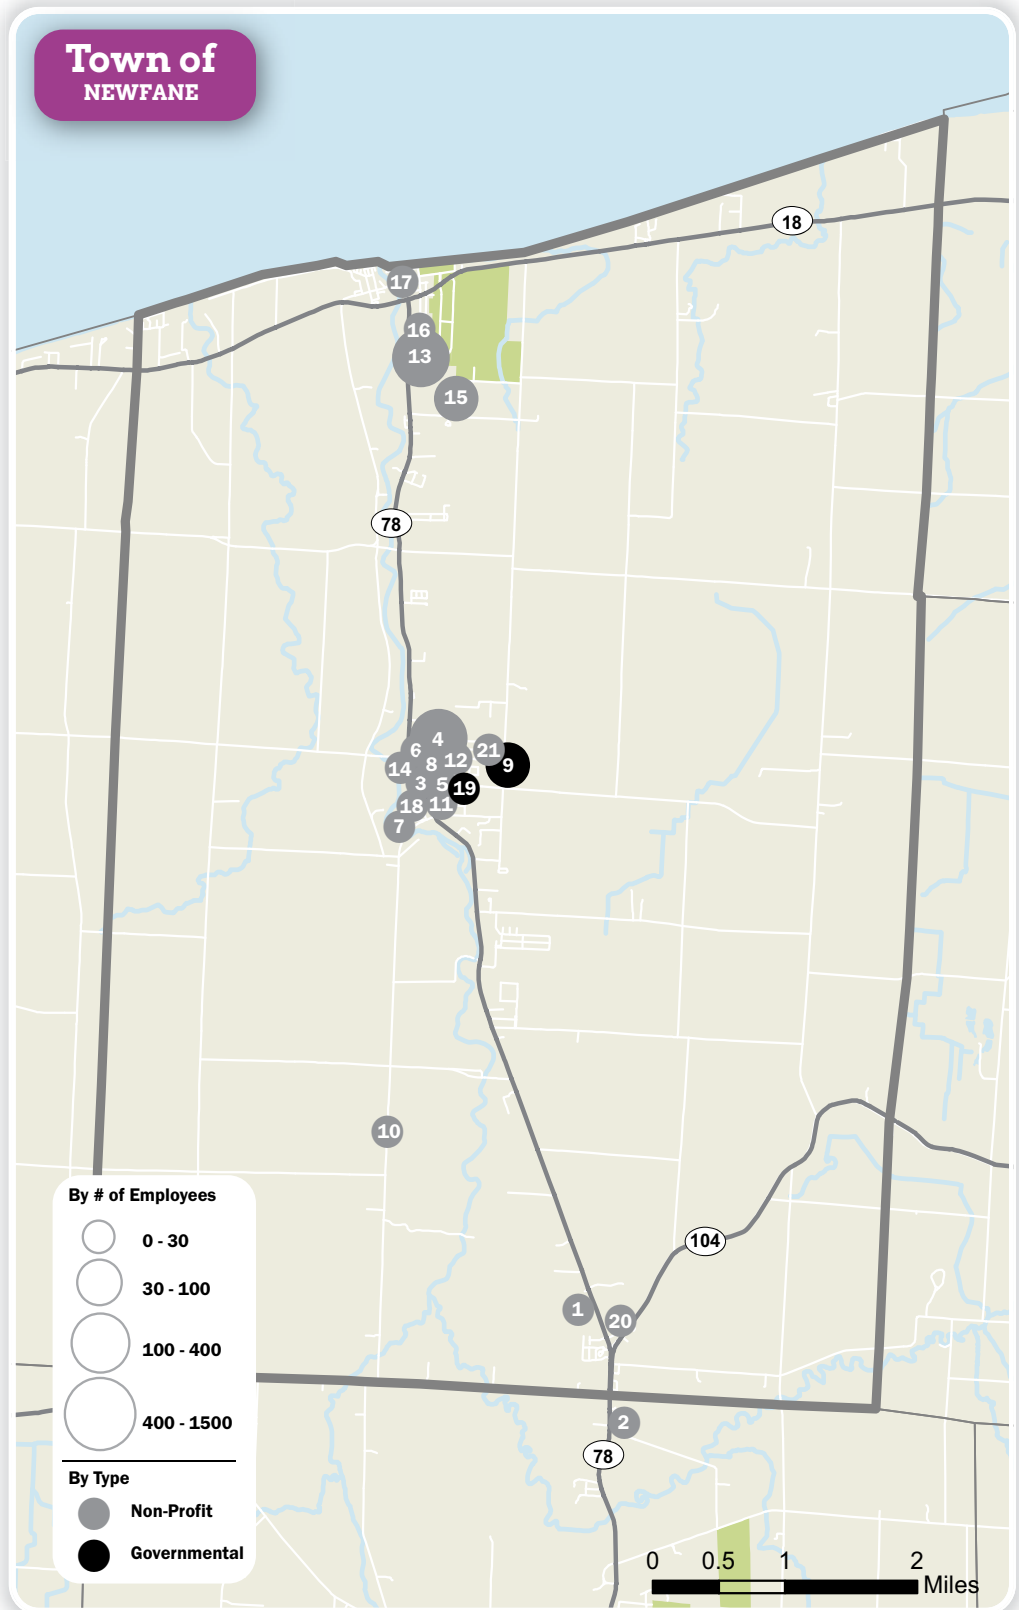 Town of
NEWFANE
18
17
16
13
15
78
4
6
12
21
8
9
14
3
5
19
18
11
7
10
104
1
20
2
78
By # of Employees
0 - 30
30 - 100
100 - 400
400 - 1500
By Type
Non-Profit
Governmental
0 0.5 1 2
Miles